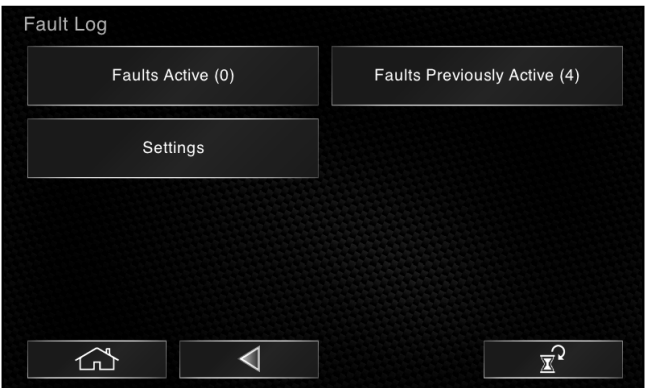 Fault Log
Faults Active (0)
Faults Previously Active (4)
Settings